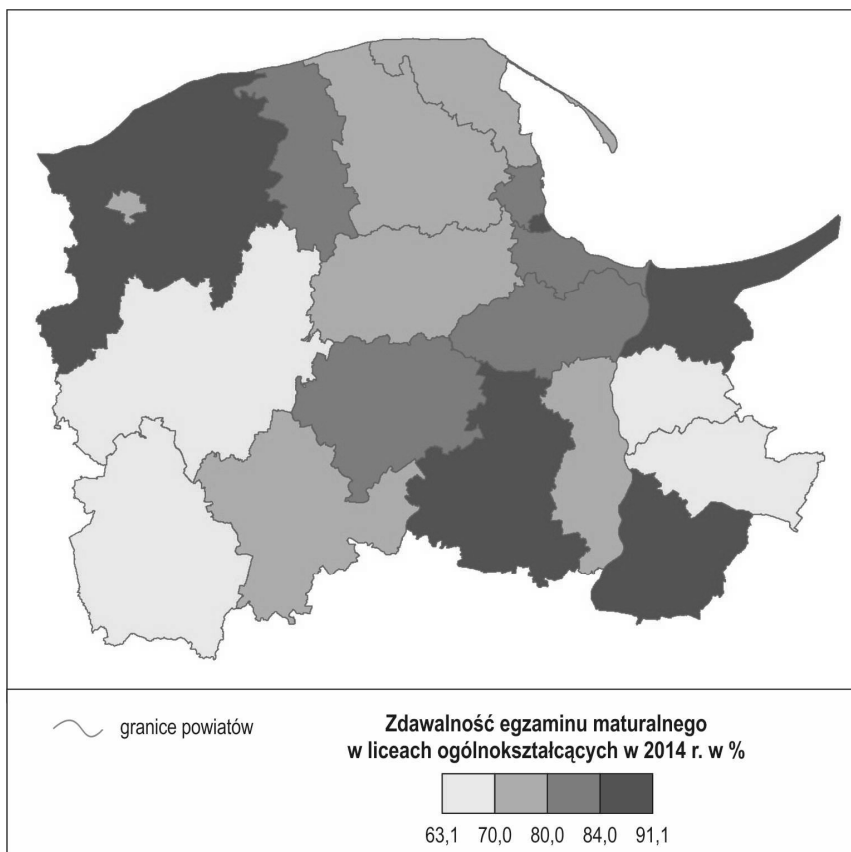 granice powiatów
Zdawalność egzaminu maturalnego
w liceach ogólnokształcących w 2014 r. w %
63,1 70,0 80,0 84,0 91,1